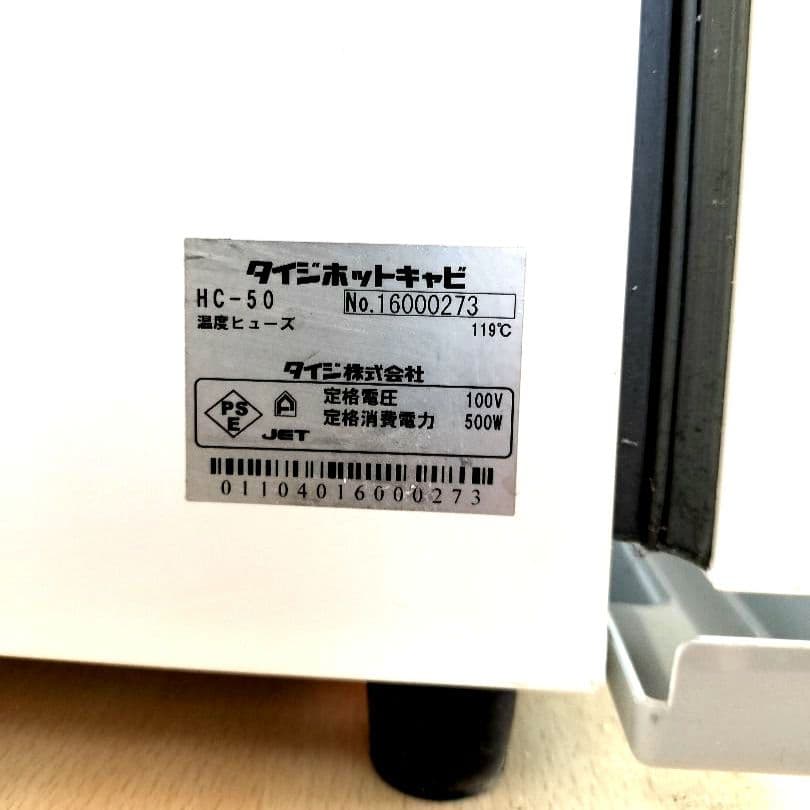 タイジホットキャビ
HC-50 No.16000273
温度ヒューズ 119℃
タイジ株式会社
PS
E
JET
定格電圧 100V
定格消費電力 500W
01104016000273